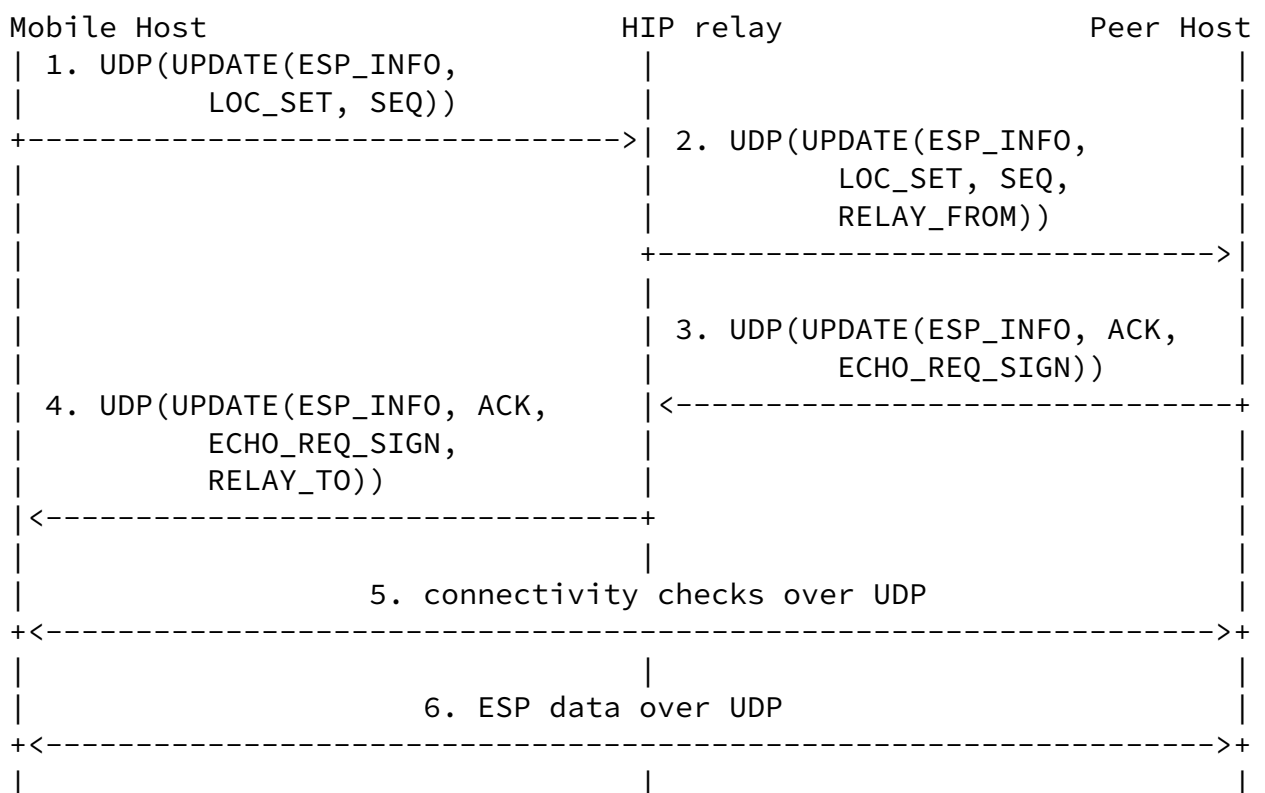 Mobile Host HIP relay Peer Host
1. UDP(UPDATE(ESP_INFO,
LOC_SET, SEQ))
2. UDP(UPDATE(ESP_INFO,
LOC_SET, SEQ,
RELAY_FROM))
3. UDP(UPDATE(ESP_INFO, ACK,
ECHO_REQ_SIGN))
4. UDP(UPDATE(ESP_INFO, ACK,
ECHO_REQ_SIGN,
RELAY_TO))
5. connectivity checks over UDP
6. ESP data over UDP